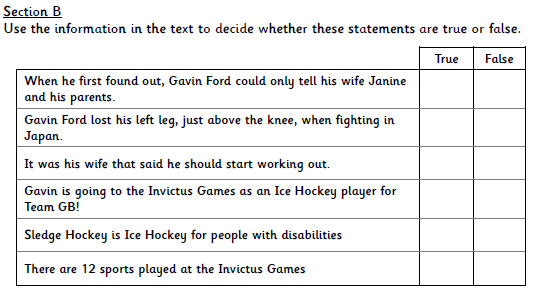 Section B
Use the information in the text to decide whether these statements are true or false.
True False
When he first found out, Gavin Ford could only tell his wife Janine
and his parents.
Gavin Ford lost his left leg, just above the knee, when fighting in
Japan.
It was his wife that said he should start working out.
Gavin is going to the Invictus Games as an Ice Hockey player for
Team GB!
Sledge Hockey is Ice Hockey for people with disabilities
There are 12 sports played at the Invictus Games